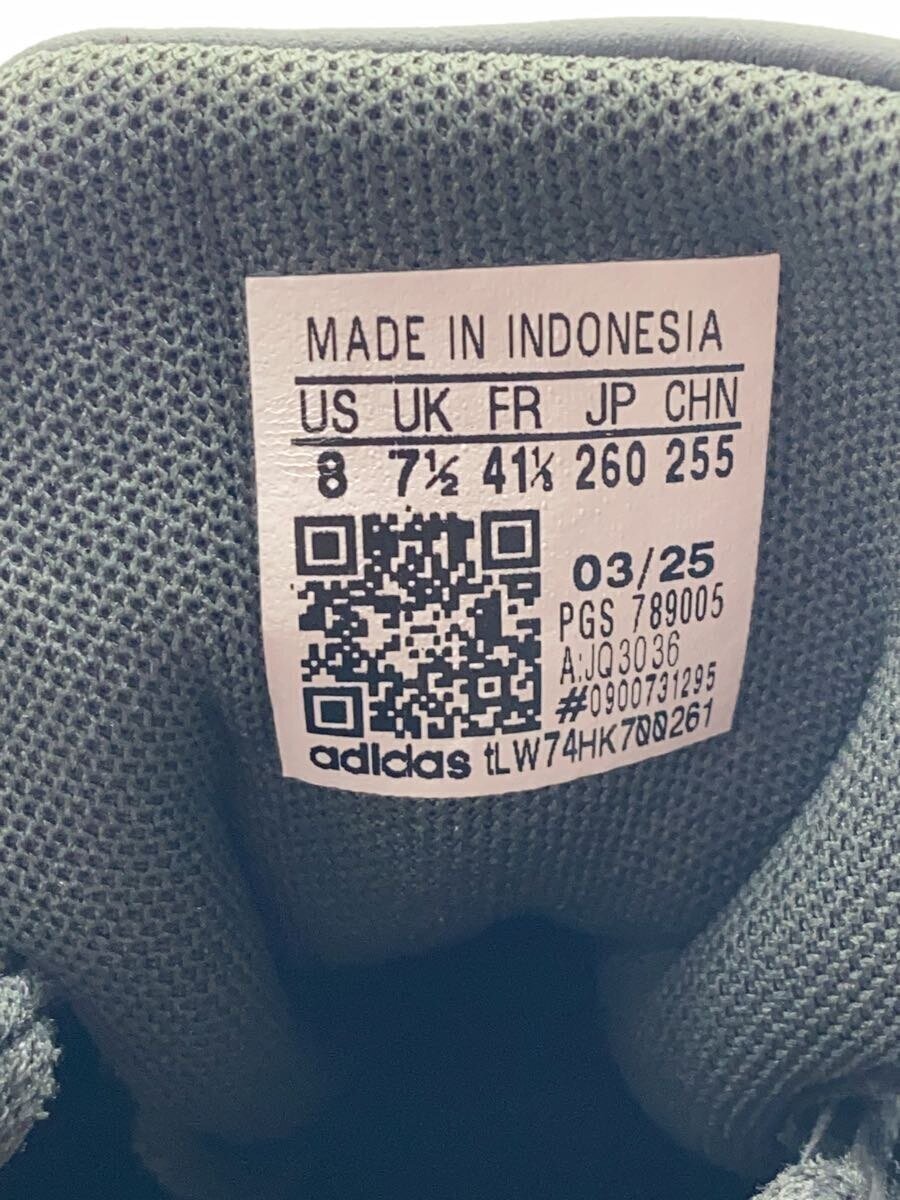 MADE IN INDONESIA
US UK FR JP CHN
8 7½ 41⅓ 260 255
03/25
PGS 789005
A:JQ3036
#0900731295
adidas tLW74HK700261